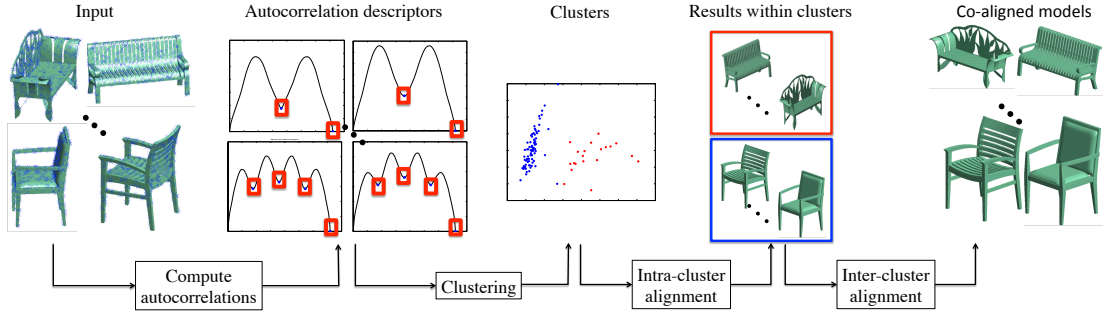 Input
Autocorrelation descriptors
Clusters
Results within clusters
Co-aligned models
Compute
autocorrelations
Clustering
Intra-cluster
alignment
Inter-cluster
alignment